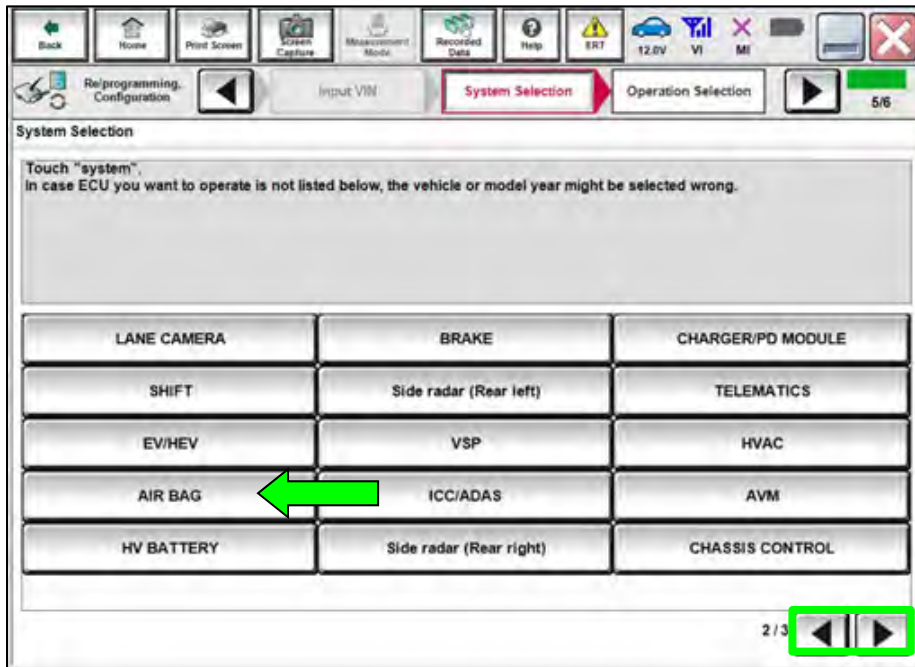 Back
Home
Print Screen
Screen Capture
Measurement Mode
Recorded Data
Help
ERT
12.0V
VI
MI
Re/programming, Configuration
Input VIN
System Selection
Operation Selection
5/6
System Selection
Touch "system".
In case ECU you want to operate is not listed below, the vehicle or model year might be selected wrong.
LANE CAMERA
BRAKE
CHARGER/PD MODULE
SHIFT
Side radar (Rear left)
TELEMATICS
EV/HEV
VSP
HVAC
AIR BAG
ICC/ADAS
AVM
HV BATTERY
Side radar (Rear right)
CHASSIS CONTROL
2/3